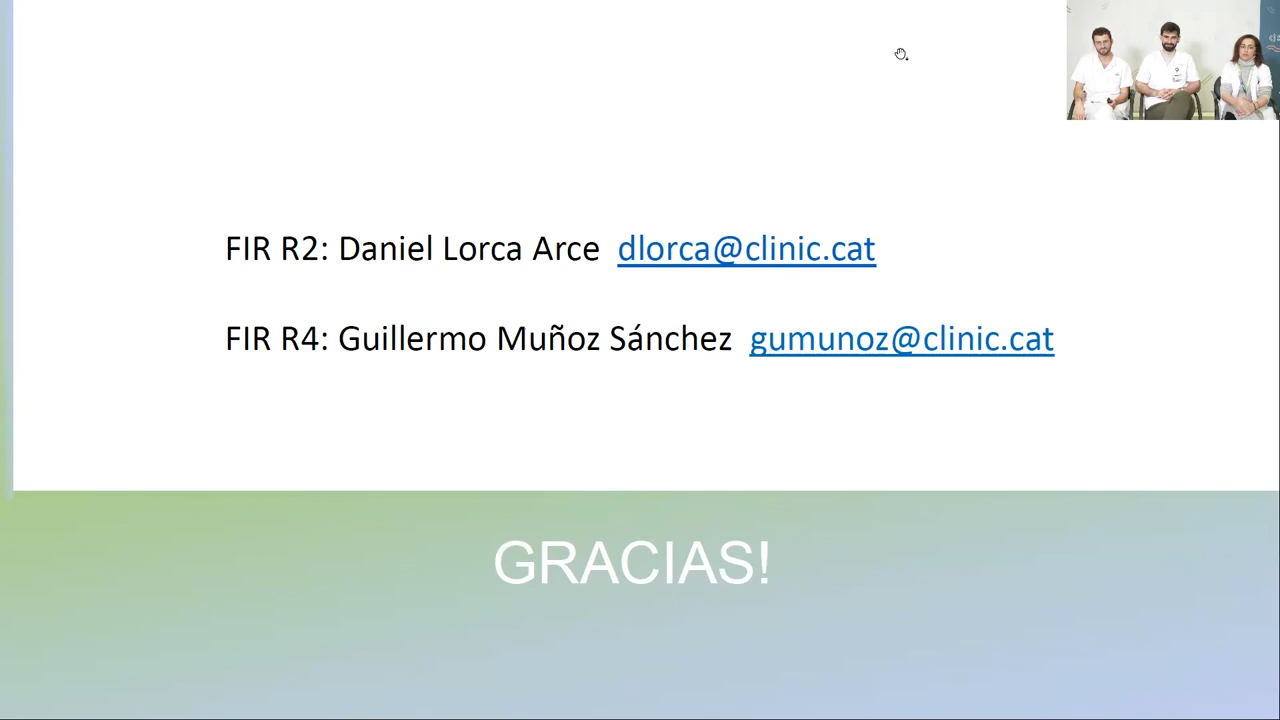 FIR R2: Daniel Lorca Arce dlorca@clinic.cat
FIR R4: Guillermo Muñoz Sánchez gumunoz@clinic.cat
GRACIAS!